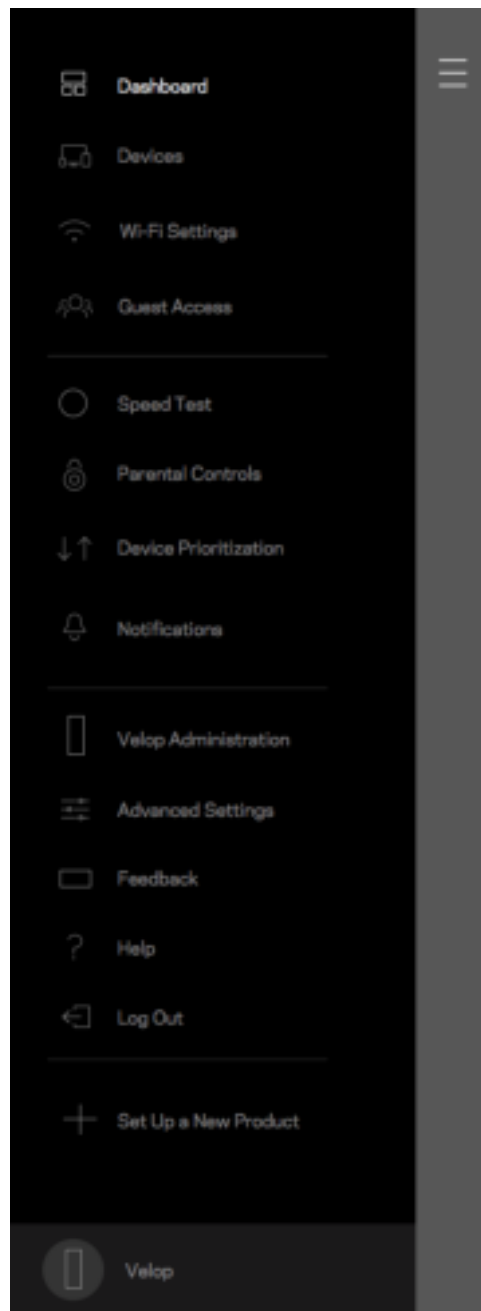 Dashboard
Devices
Wi-Fi Settings
Guest Access
Speed Test
Parental Controls
Device Prioritization
Notifications
Velop Administration
Advanced Settings
Feedback
Help
Log Out
Set Up a New Product
Velop